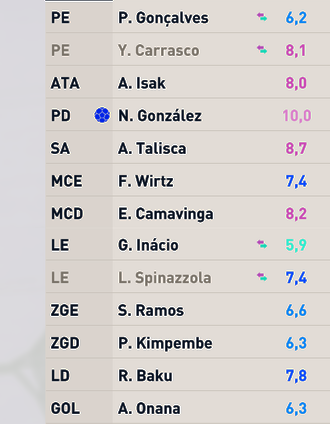 PE P. Gonçalves 6,2
PE Y. Carrasco 8,1
ATA A. Isak 8,0
PD N. González 10,0
SA A. Talisca 8,7
MCE F. Wirtz 7,4
MCD E. Camavinga 8,2
LE G. Inácio 5,9
LE L. Spinazzola 7,4
ZGE S. Ramos 6,6
ZGD P. Kimpembe 6,3
LD R. Baku 7,8
GOL A. Onana 6,3